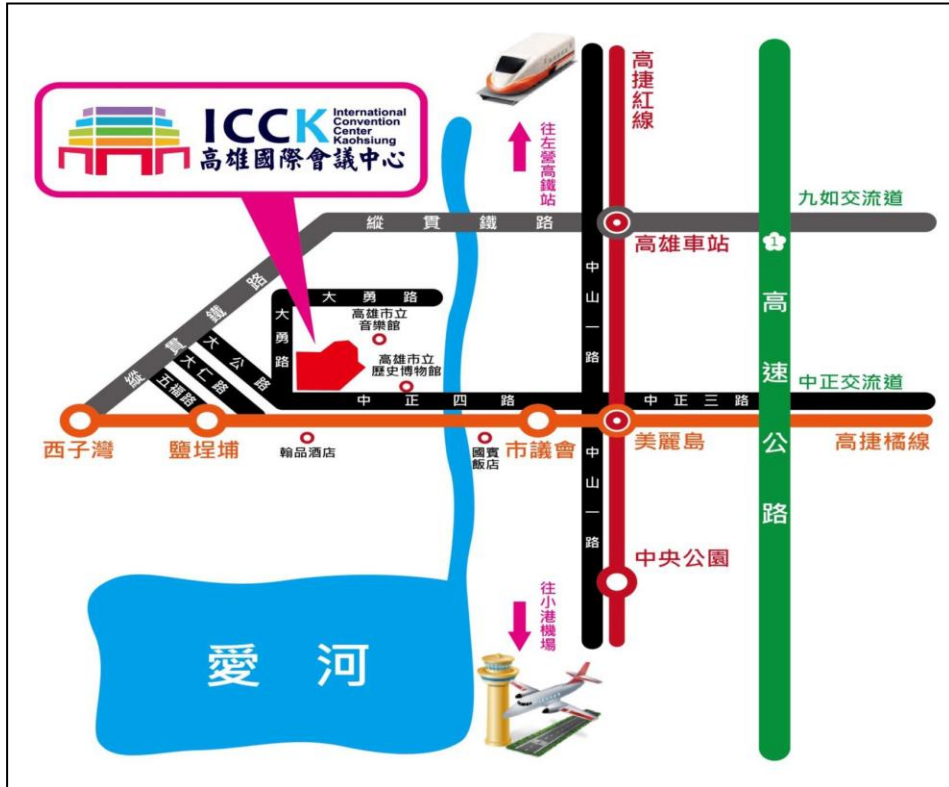 ICCK
International
Convention
Center
Kaohsiung
高雄國際會議中心
往左營高鐵站
高捷紅線
九如交流道
縱貫鐵路
高雄車站
1
高速公路
中山一路
縱貫鐵路
大勇路
大勇路
高雄市立
音樂館
高雄市立
歷史博物館
大公路
大仁路
五福路
中正四路
中正三路
中正交流道
西子灣
鹽埕埔
翰品酒店
國賓
飯店
市議會
美麗島
高捷橘線
中山一路
中央公園
往小港機場
愛河